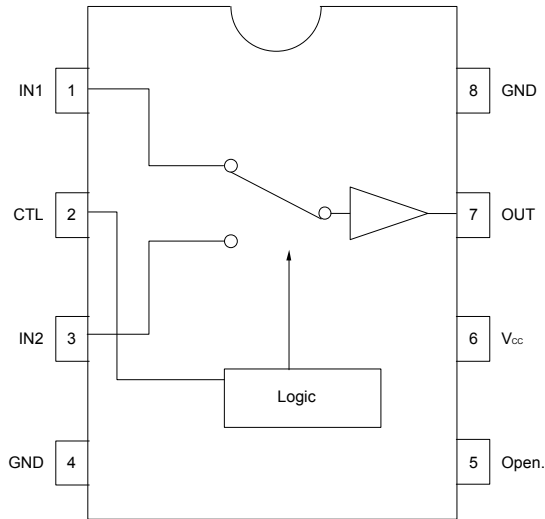 IN1 1 8 GND
CTL 2 7 OUT
IN2 3 6 Vcc
Logic
GND 4 5 Open.